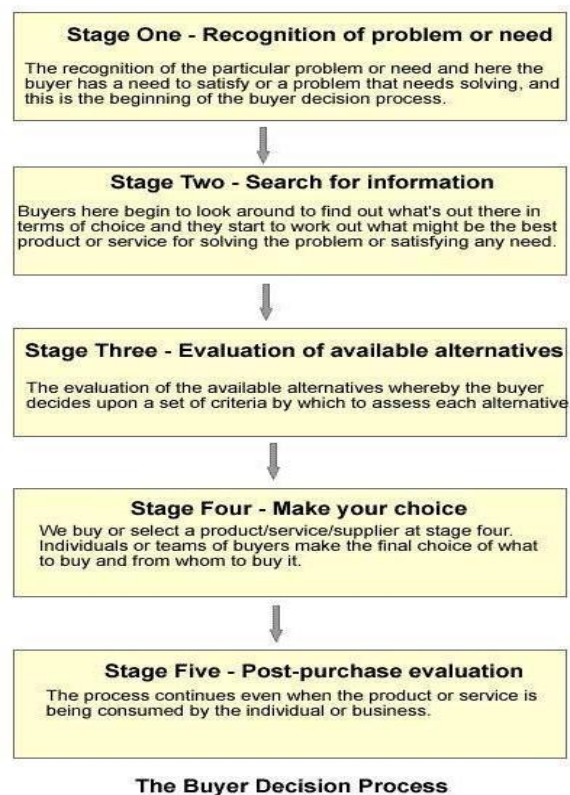 Stage One - Recognition of problem or need
The recognition of the particular problem or need and here the
buyer has a need to satisfy or a problem that needs solving, and
this is the beginning of the buyer decision process.
Stage Two - Search for information
Buyers here begin to look around to find out what's out there in
terms of choice and they start to work out what might be the best
product or service for solving the problem or satisfying any need.
Stage Three - Evaluation of available alternatives
The evaluation of the available alternatives whereby the buyer
decides upon a set of criteria by which to assess each alternative
Stage Four - Make your choice
We buy or select a product/service/supplier at stage four.
Individuals or teams of buyers make the final choice of what
to buy and from whom to buy it.
Stage Five - Post-purchase evaluation
The process continues even when the product or service is
being consumed by the individual or business.
The Buyer Decision Process